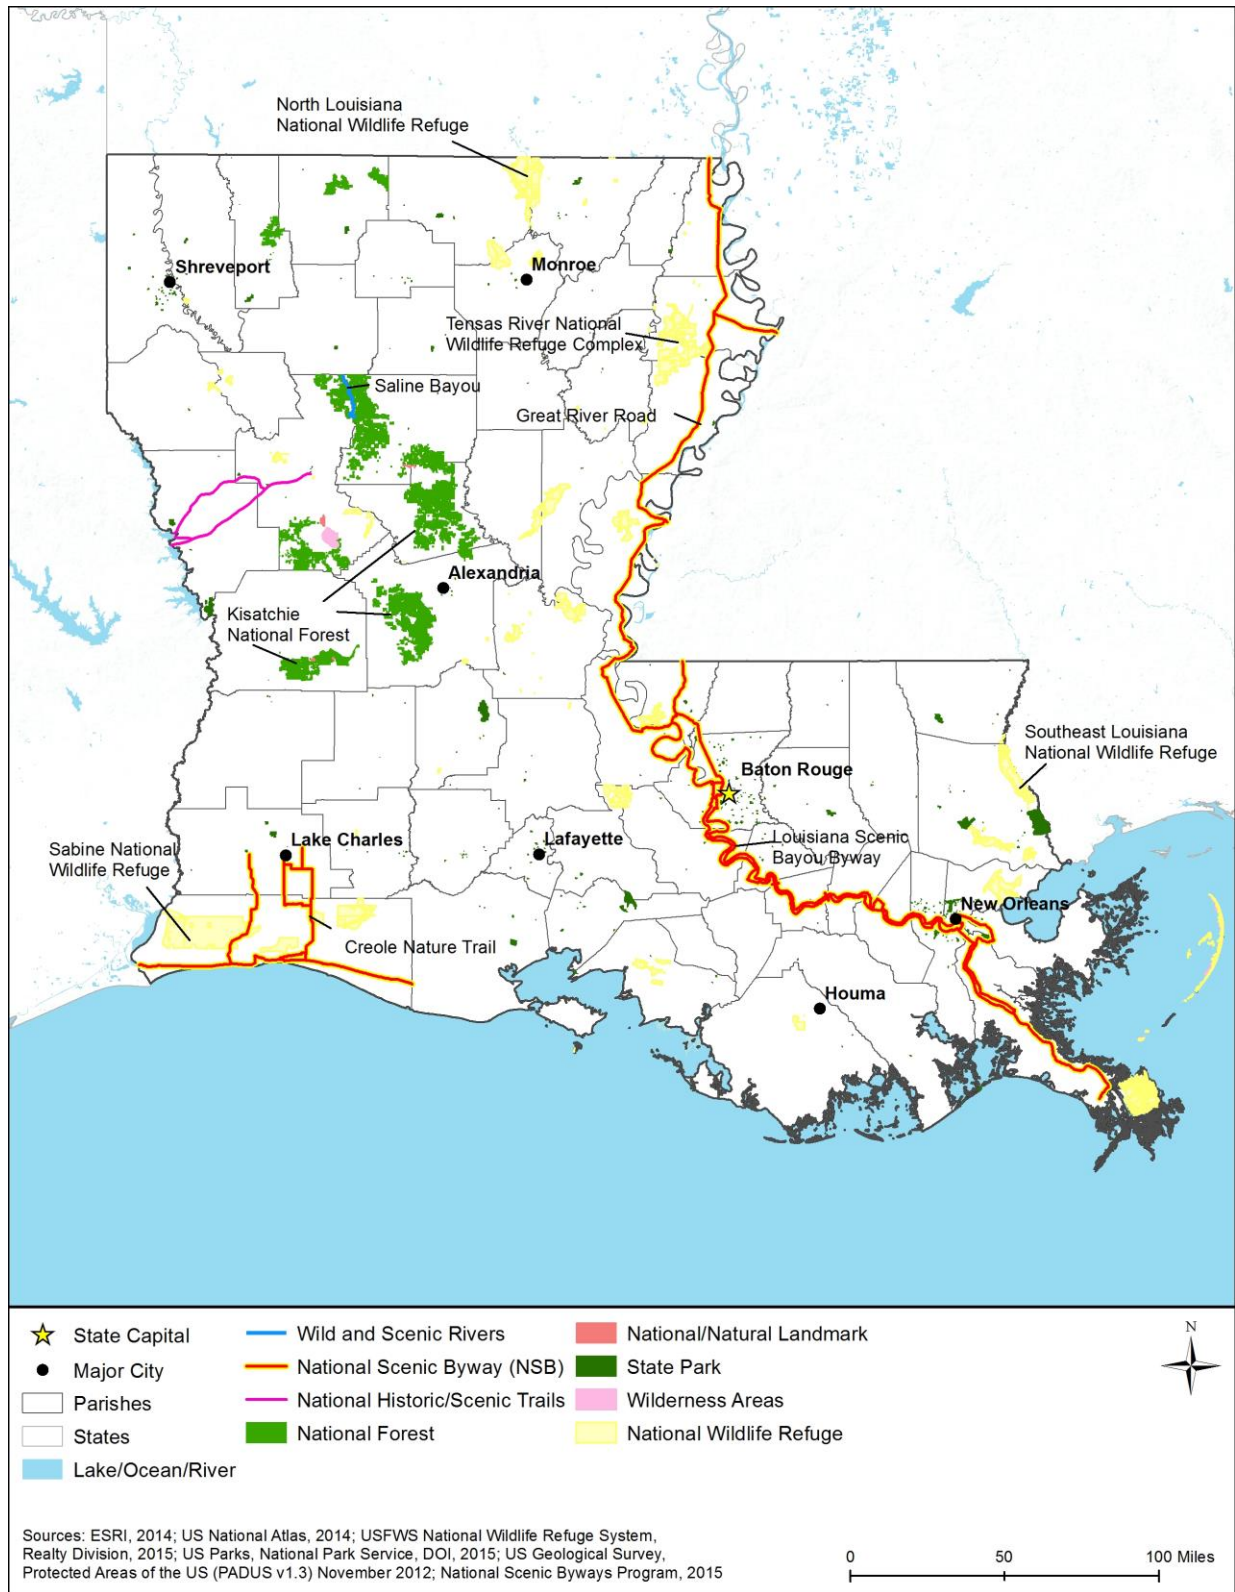 North Louisiana
National Wildlife Refuge
Shreveport
Monroe
Tensas River National
Wildlife Refuge Complex
Saline Bayou
Great River Road
Alexandria
Kisatchie
National Forest
Southeast Louisiana
National Wildlife Refuge
Baton Rouge
Lake Charles
Lafayette
Louisiana Scenic
Bayou Byway
Sabine National
Wildlife Refuge
New Orleans
Creole Nature Trail
Houma
State Capital
Major City
Parishes
States
Lake/Ocean/River
Wild and Scenic Rivers
National Scenic Byway (NSB)
National Historic/Scenic Trails
National Forest
National/Natural Landmark
State Park
Wilderness Areas
National Wildlife Refuge
N
Sources: ESRI, 2014; US National Atlas, 2014; USFWS National Wildlife Refuge System,
Realty Division, 2015; US Parks, National Park Service, DOI, 2015; US Geological Survey,
Protected Areas of the US (PADUS v1.3) November 2012; National Scenic Byways Program, 2015
0 50 100 Miles